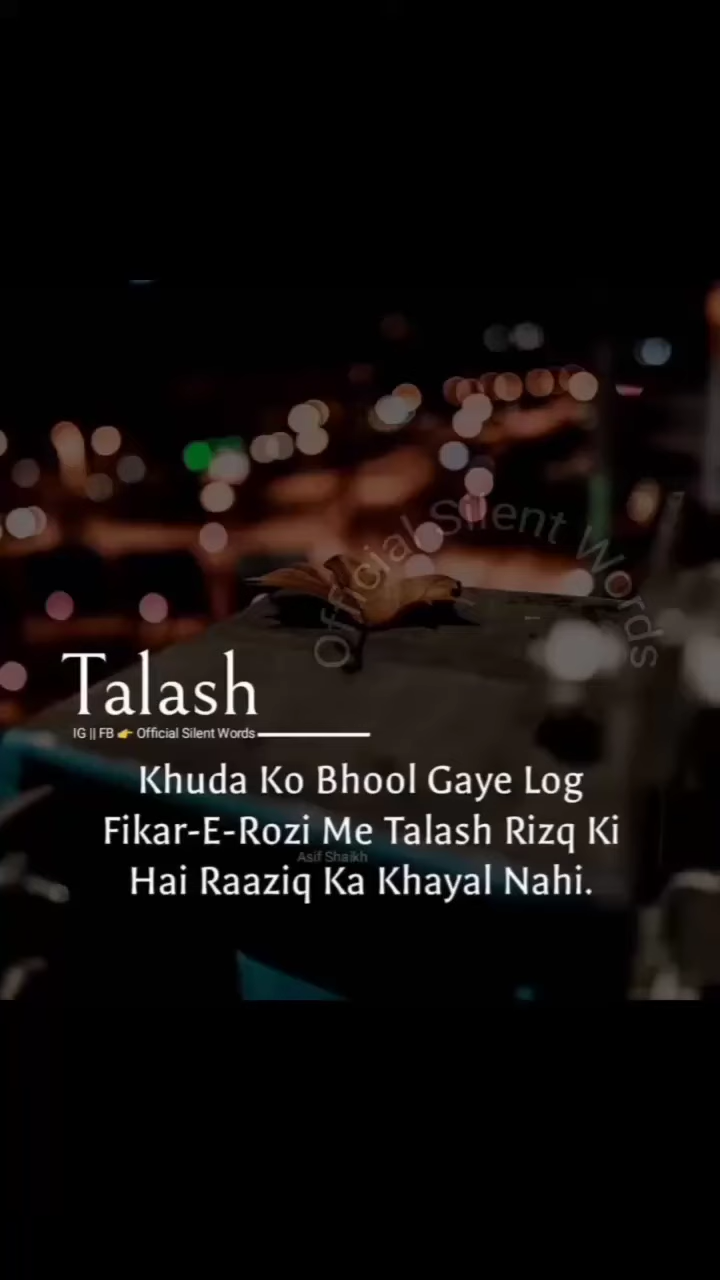 Official Silent Words
Talash
IG || FB 👉 Official Silent Words
Khuda Ko Bhool Gaye Log
Fikar-E-Rozi Me Talash Rizq Ki
Asif Shaikh
Hai Raaziq Ka Khayal Nahi.